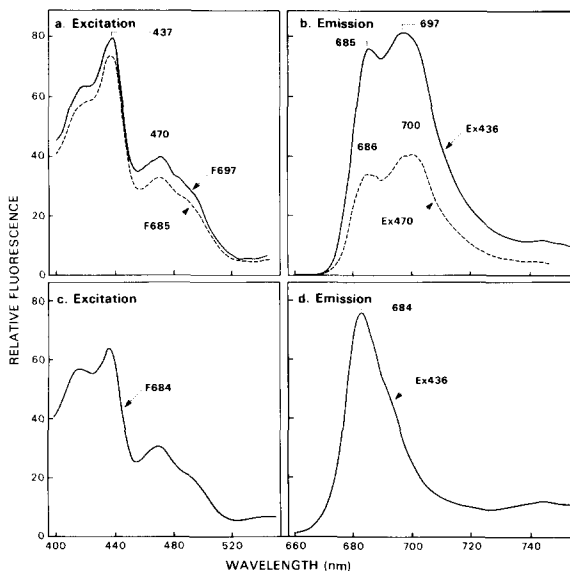 a. Excitation
437
470
F697
F685
80
60
40
20
0
b. Emission
697
685
700
686
Ex436
Ex470
RELATIVE FLUORESCENCE
c. Excitation
F684
80
60
40
20
0
400 440 480 520
d. Emission
684
Ex436
660 680 700 720 740
WAVELENGTH (nm)